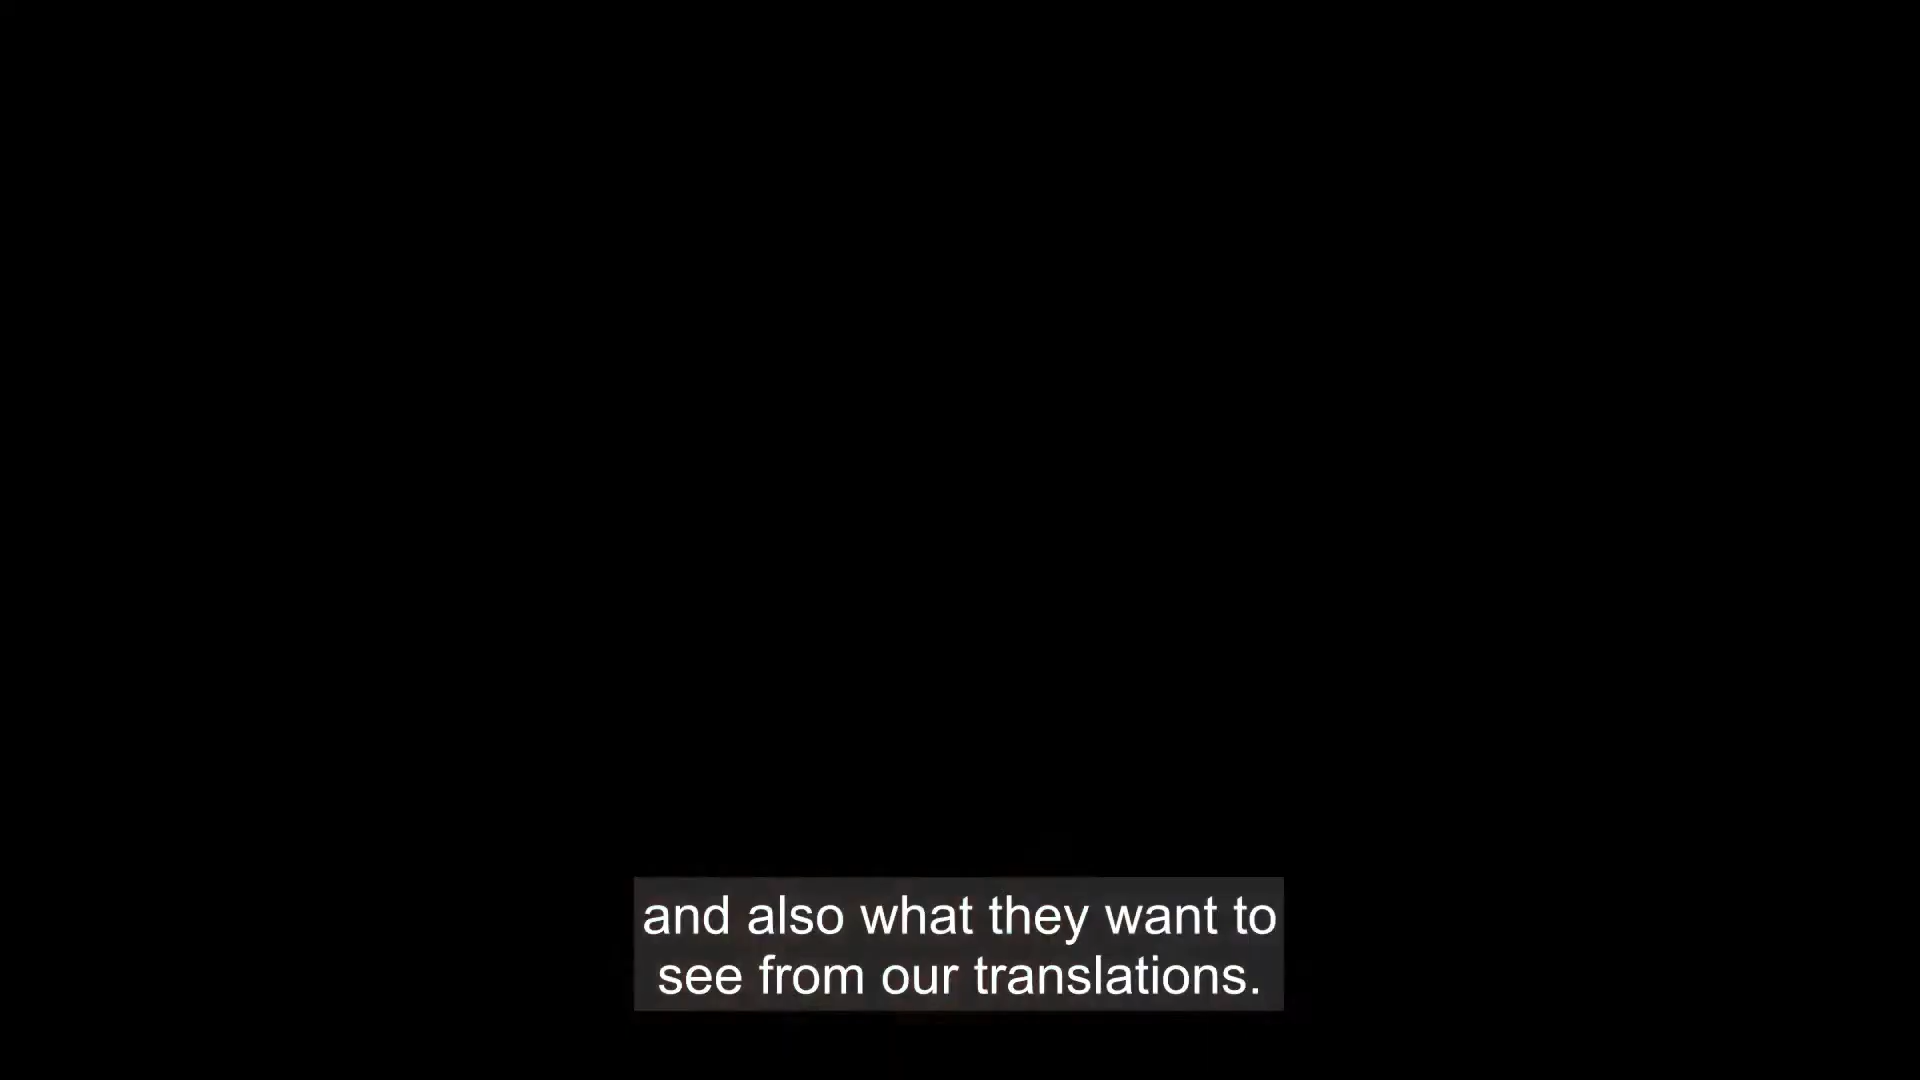 and also what they want to
see from our translations.